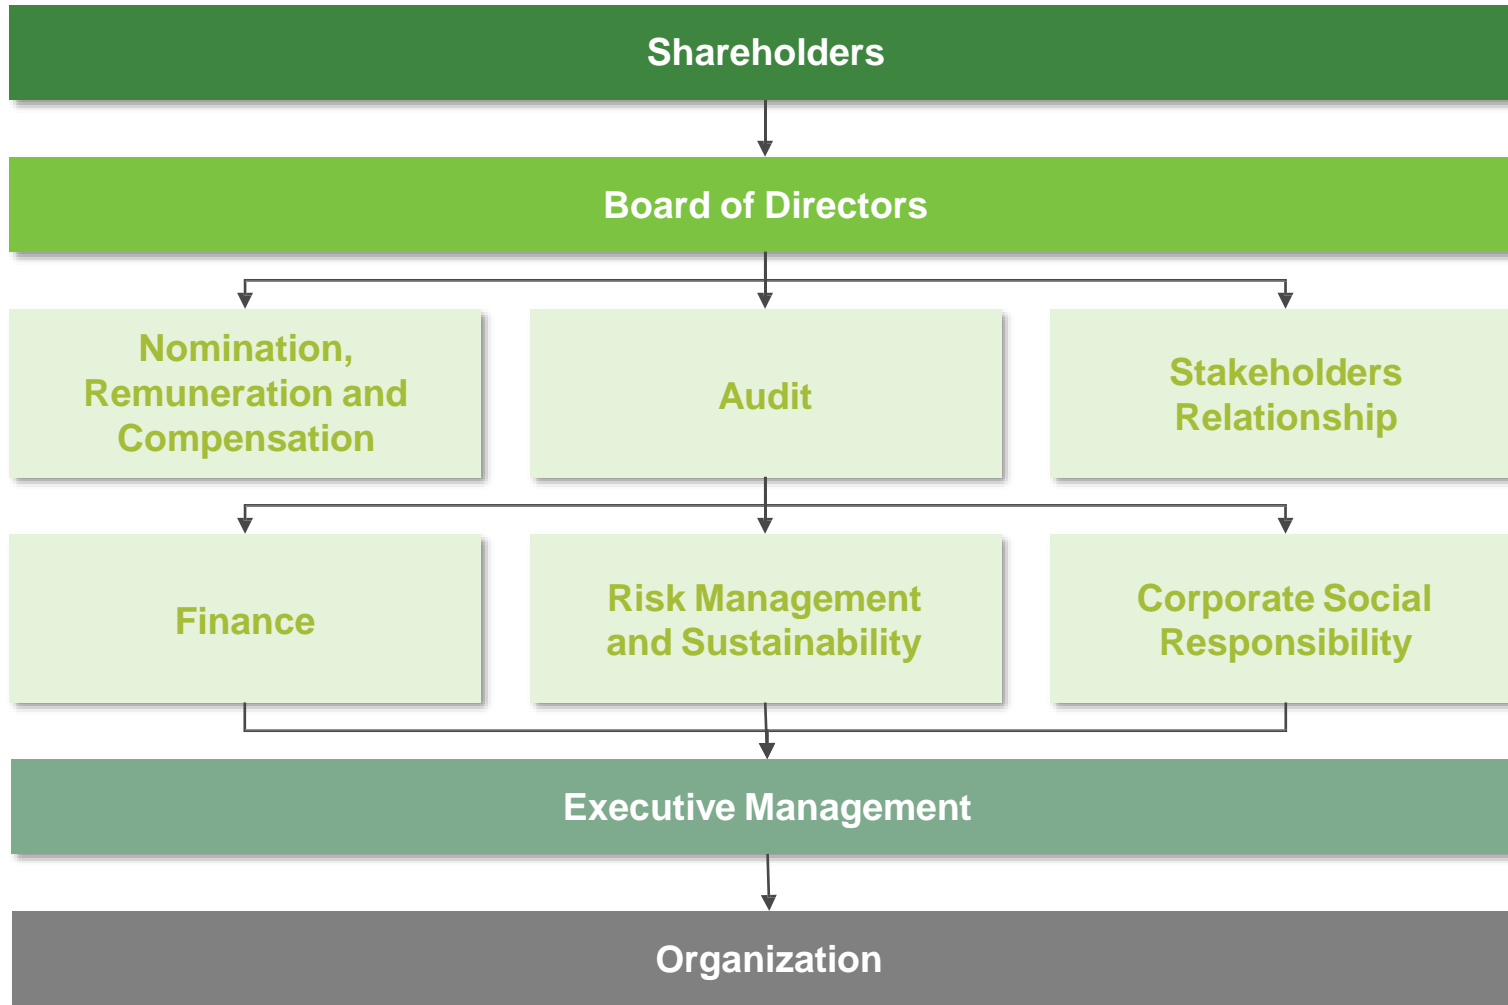 Shareholders
Board of Directors
Nomination,
Remuneration and
Compensation
Audit
Stakeholders
Relationship
Finance
Risk Management
and Sustainability
Corporate Social
Responsibility
Executive Management
Organization